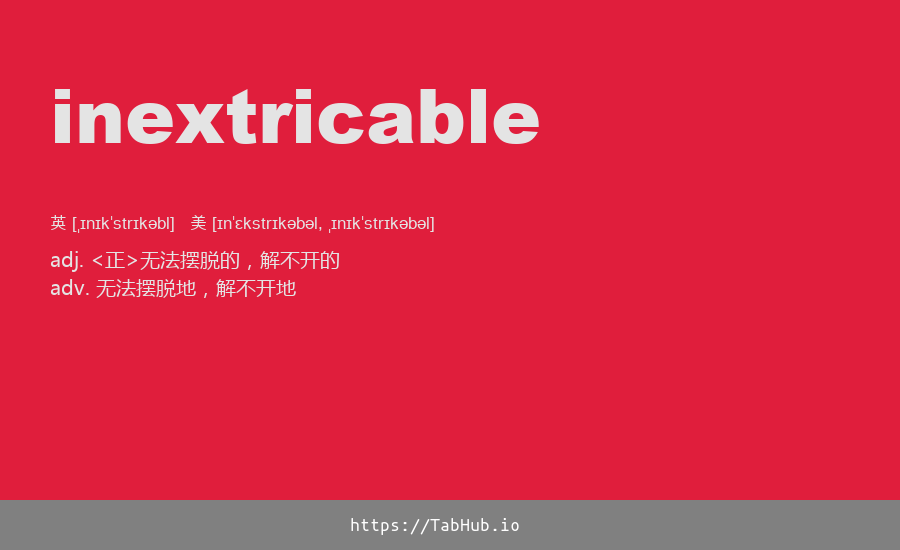 inextricable
英 [ˌɪnɪkˈstrɪkəbl] 美 [ɪnˈɛkstrɪkəbəl, ˌɪnɪkˈstrɪkəbəl]
adj. <正>无法摆脱的，解不开的
adv. 无法摆脱地，解不开地
https://TabHub.io